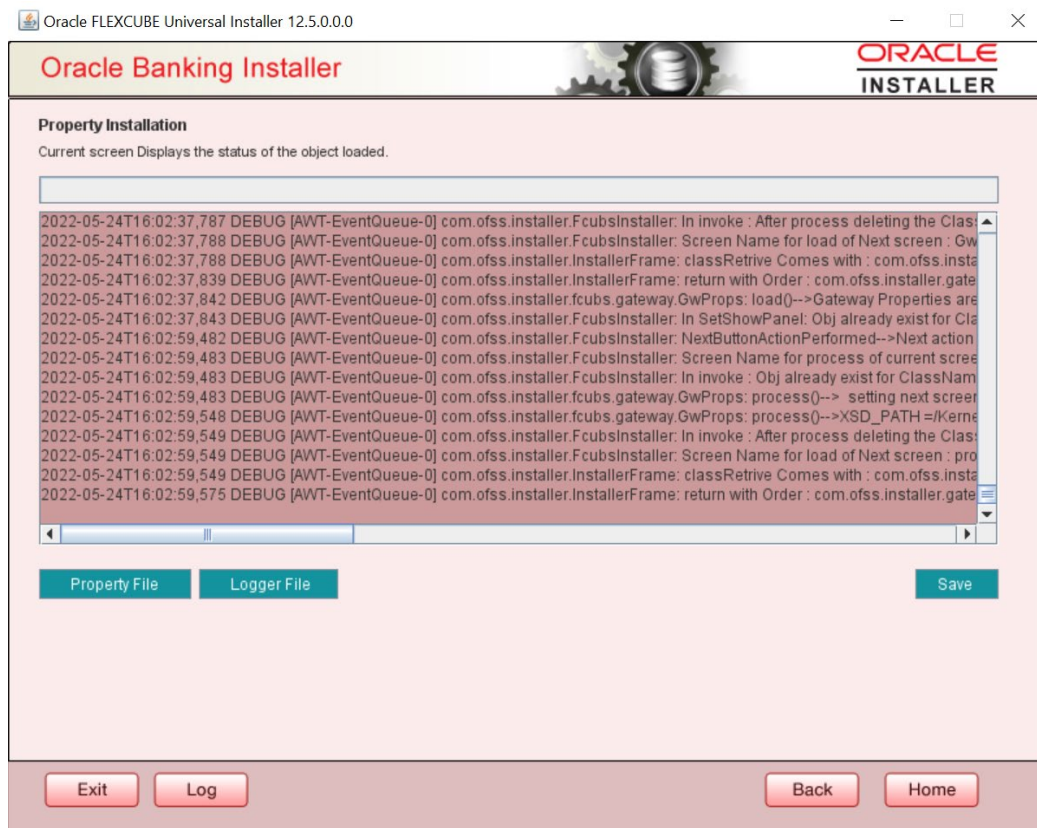 Oracle FLEXCUBE Universal Installer 12.5.0.0.0
Oracle Banking Installer
ORACLE
INSTALLER
Property Installation
Current screen Displays the status of the object loaded.
2022-05-24T16:02:37,787 DEBUG [AWT-EventQueue-0] com.ofss.installer.FcubsInstaller: In invoke : After process deleting the Clas
2022-05-24T16:02:37,788 DEBUG [AWT-EventQueue-0] com.ofss.installer.FcubsInstaller: Screen Name for load of Next screen : Gw
2022-05-24T16:02:37,788 DEBUG [AWT-EventQueue-0] com.ofss.installer.InstallerFrame: classRetrive Comes with : com.ofss.insta
2022-05-24T16:02:37,839 DEBUG [AWT-EventQueue-0] com.ofss.installer.InstallerFrame: return with Order : com.ofss.installer.gate
2022-05-24T16:02:37,842 DEBUG [AWT-EventQueue-0] com.ofss.installer.fcubs.gateway.GwProps: load()-->Gateway Properties are
2022-05-24T16:02:37,843 DEBUG [AWT-EventQueue-0] com.ofss.installer.FcubsInstaller: In SetShowPanel: Obj already exist for Cla
2022-05-24T16:02:59,482 DEBUG [AWT-EventQueue-0] com.ofss.installer.FcubsInstaller: NextButtonActionPerformed-->Next action
2022-05-24T16:02:59,483 DEBUG [AWT-EventQueue-0] com.ofss.installer.FcubsInstaller: Screen Name for process of current scree
2022-05-24T16:02:59,483 DEBUG [AWT-EventQueue-0] com.ofss.installer.FcubsInstaller: In invoke : Obj already exist for ClassNam
2022-05-24T16:02:59,483 DEBUG [AWT-EventQueue-0] com.ofss.installer.fcubs.gateway.GwProps: process()--> setting next screer
2022-05-24T16:02:59,548 DEBUG [AWT-EventQueue-0] com.ofss.installer.fcubs.gateway.GwProps: process()-->XSD_PATH =/Kerne
2022-05-24T16:02:59,549 DEBUG [AWT-EventQueue-0] com.ofss.installer.FcubsInstaller: In invoke : After process deleting the Clas
2022-05-24T16:02:59,549 DEBUG [AWT-EventQueue-0] com.ofss.installer.FcubsInstaller: Screen Name for load of Next screen : pro
2022-05-24T16:02:59,549 DEBUG [AWT-EventQueue-0] com.ofss.installer.InstallerFrame: classRetrive Comes with : com.ofss.insta
2022-05-24T16:02:59,575 DEBUG [AWT-EventQueue-0] com.ofss.installer.InstallerFrame: return with Order : com.ofss.installer.gate
Property File Logger File Save
Exit Log Back Home